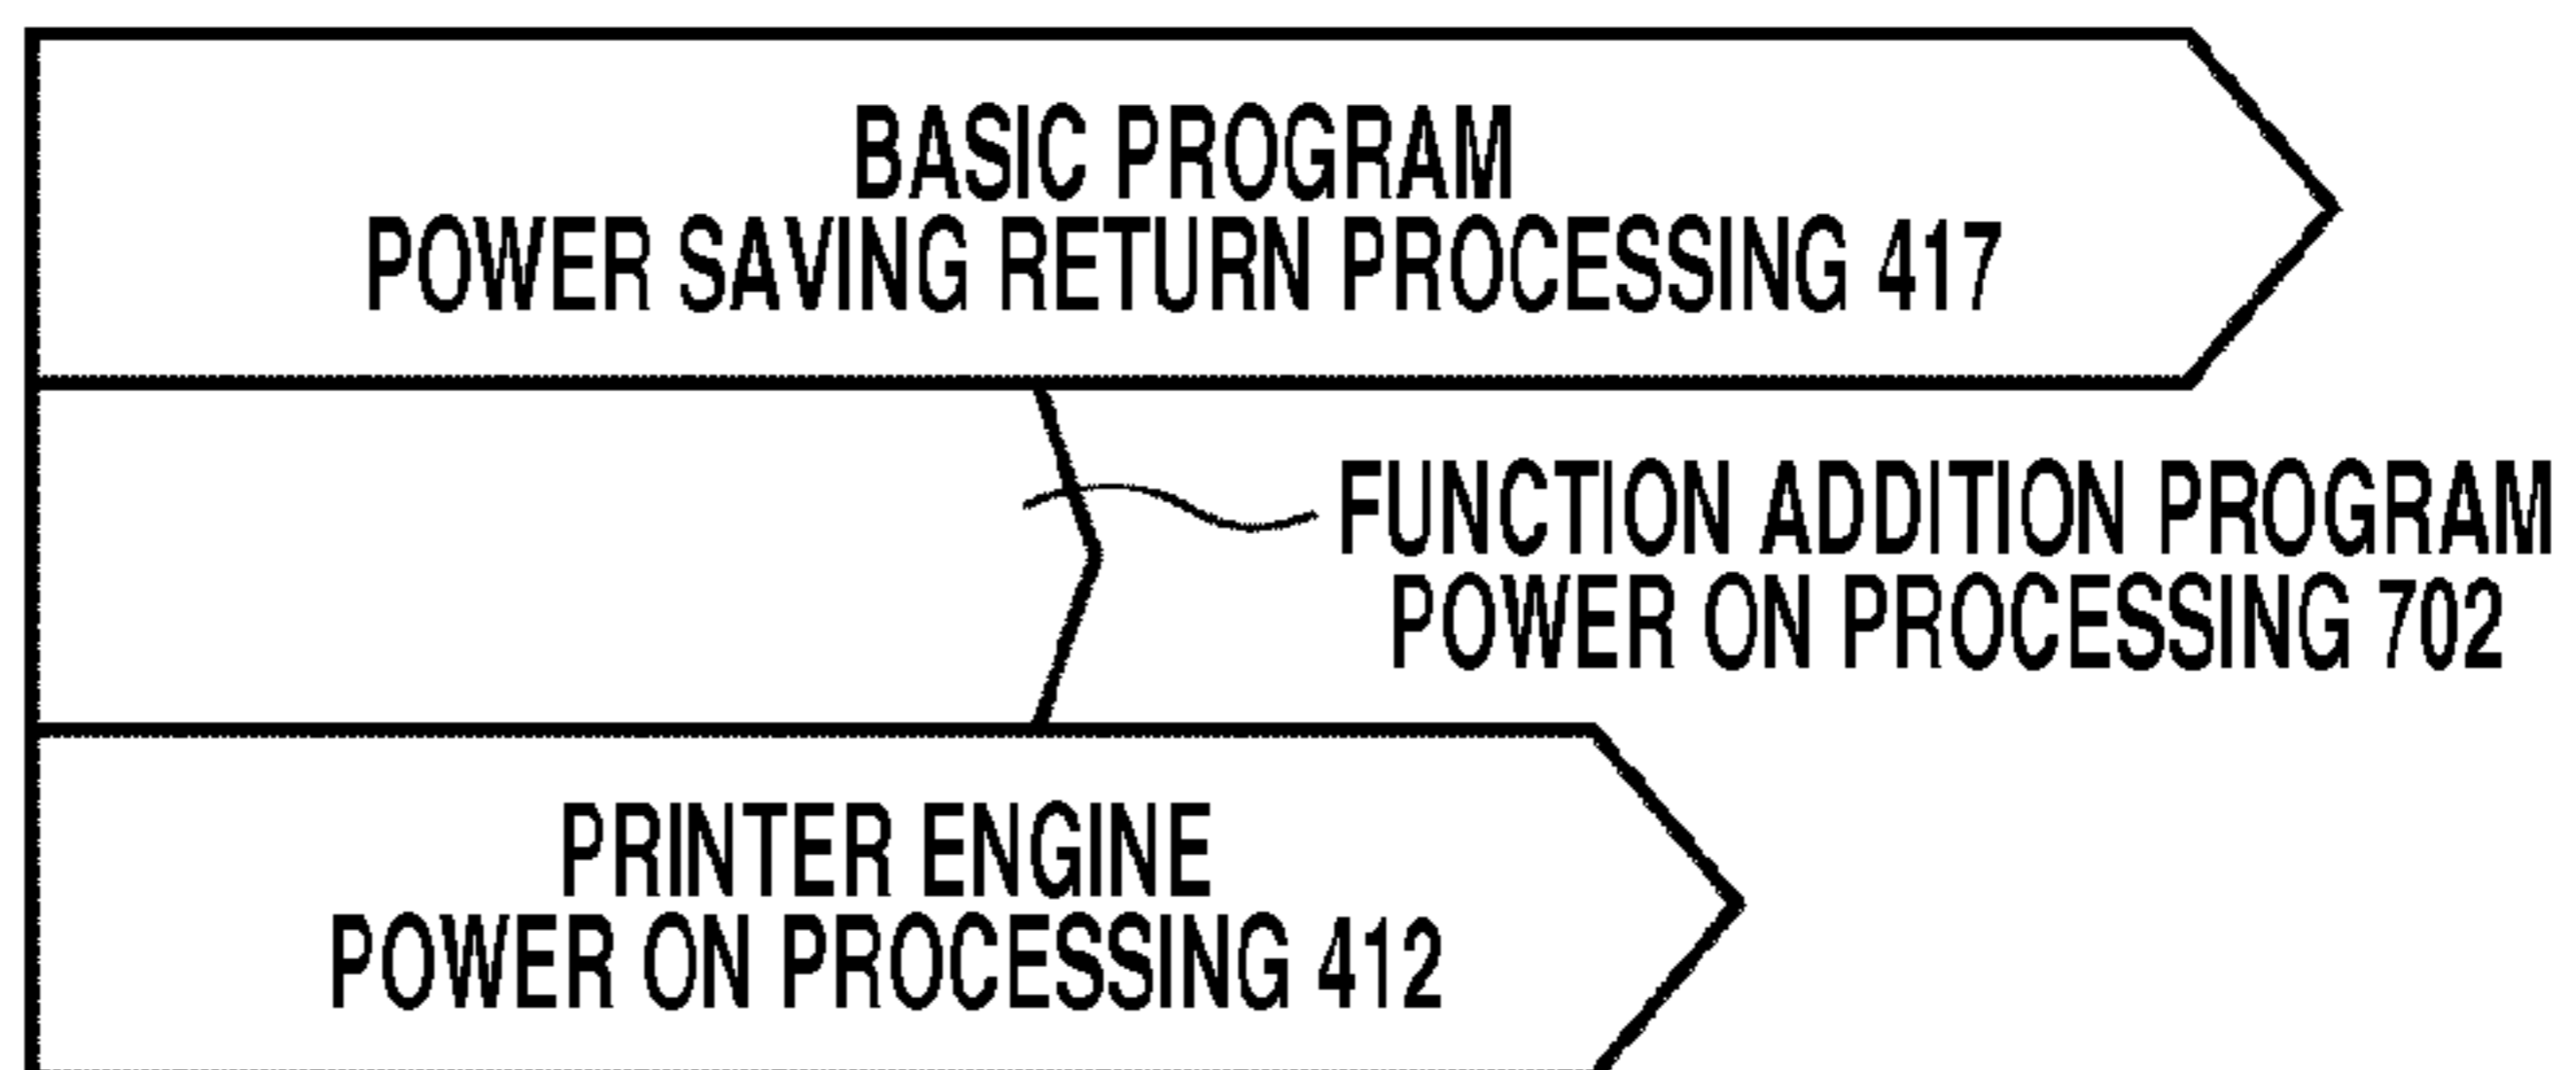 BASIC PROGRAM
POWER SAVING RETURN PROCESSING 417
FUNCTION ADDITION PROGRAM
POWER ON PROCESSING 702
PRINTER ENGINE
POWER ON PROCESSING 412